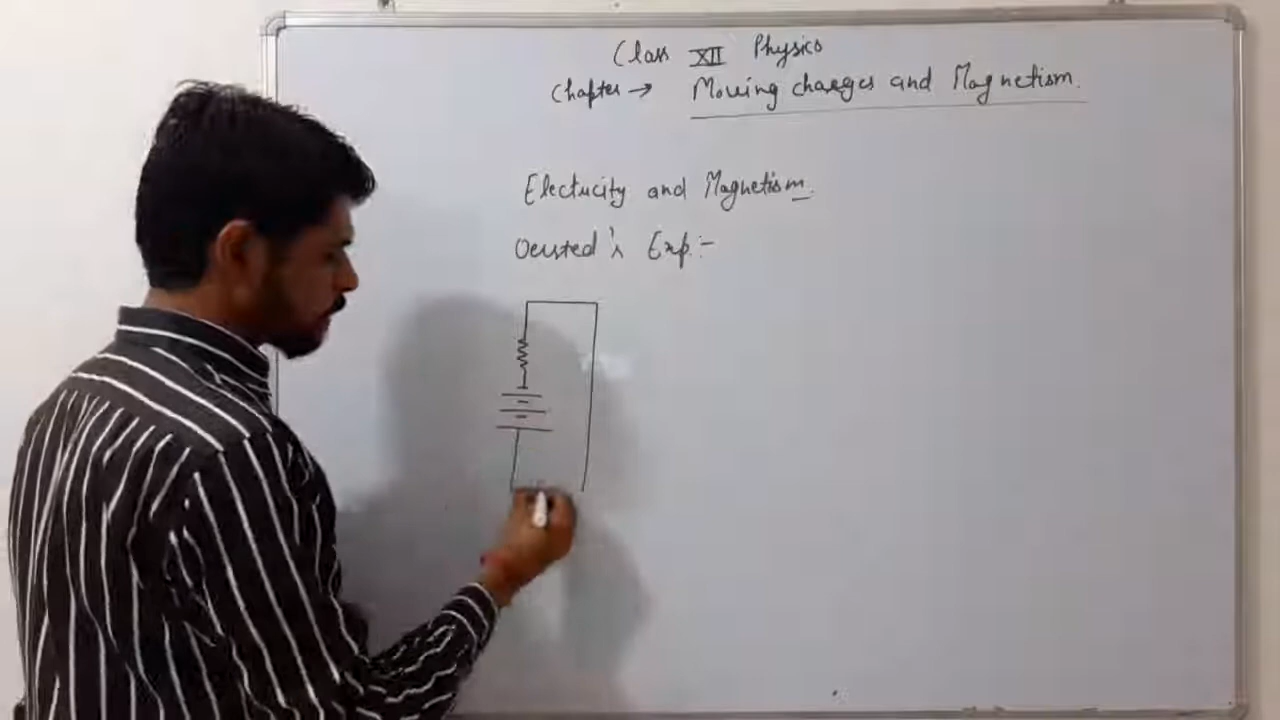 Class XII Physics
Chapter → Moving charges and Magnetism.
Electricity and Magnetism.
Oersted's Exp:-